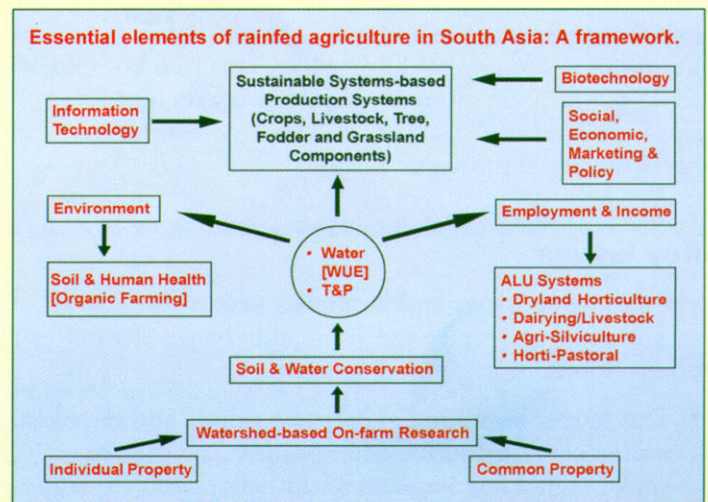 Essential elements of rainfed agriculture in South Asia: A framework.
Sustainable Systems-based
Production Systems
(Crops, Livestock, Tree,
Fodder and Grassland
Components)
Biotechnology
Information
Technology
Social,
Economic,
Marketing &
Policy
Environment
Employment & Income
• Water
[WUE]
• T&P
Soil & Human Health
[Organic Farming]
ALU Systems
• Dryland Horticulture
• Dairying/Livestock
• Agri-Silviculture
• Horti-Pastoral
Soil & Water Conservation
Watershed-based On-farm Research
Individual Property
Common Property